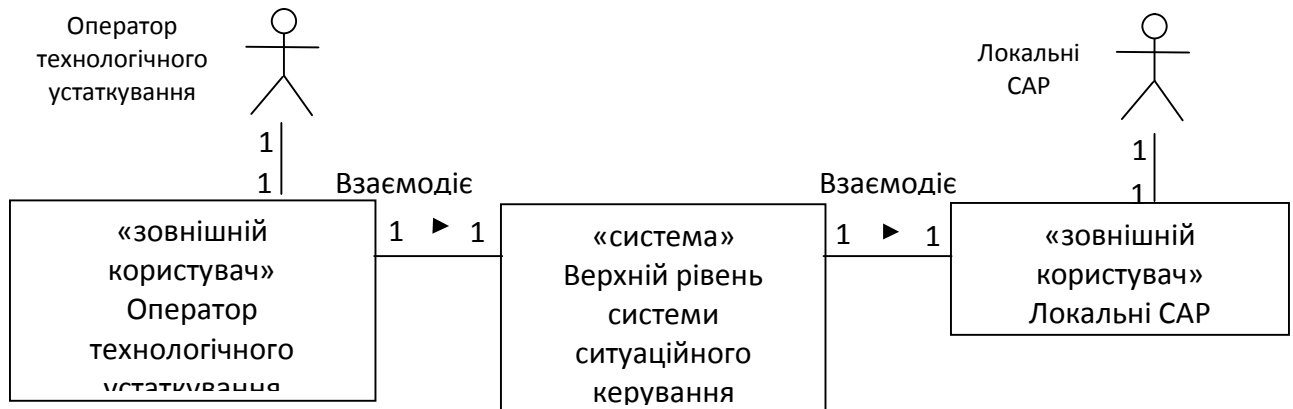 Оператор
технологічного
устаткування
Локальні
САР
1
1
Взаємодіє
1
1
Взаємодіє
1 ► 1
1 ► 1
«зовнішній
користувач»
Оператор
технологічного
устаткування
«система»
Верхній рівень
системи
ситуаційного
керування
«зовнішній
користувач»
Локальні САР